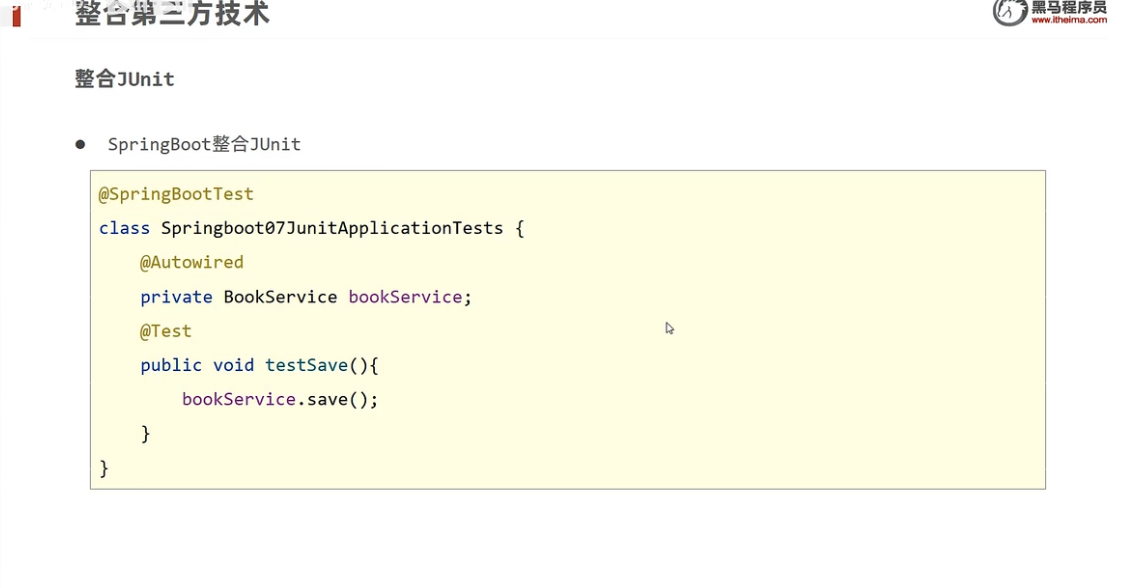 整合第三方技术
黑马程序员
www.itheima.com
整合JUnit
● SpringBoot整合JUnit
@SpringBootTest
class Springboot07JunitApplicationTests {
    @Autowired
    private BookService bookService;
    @Test
    public void testSave(){
        bookService.save();
    }
}